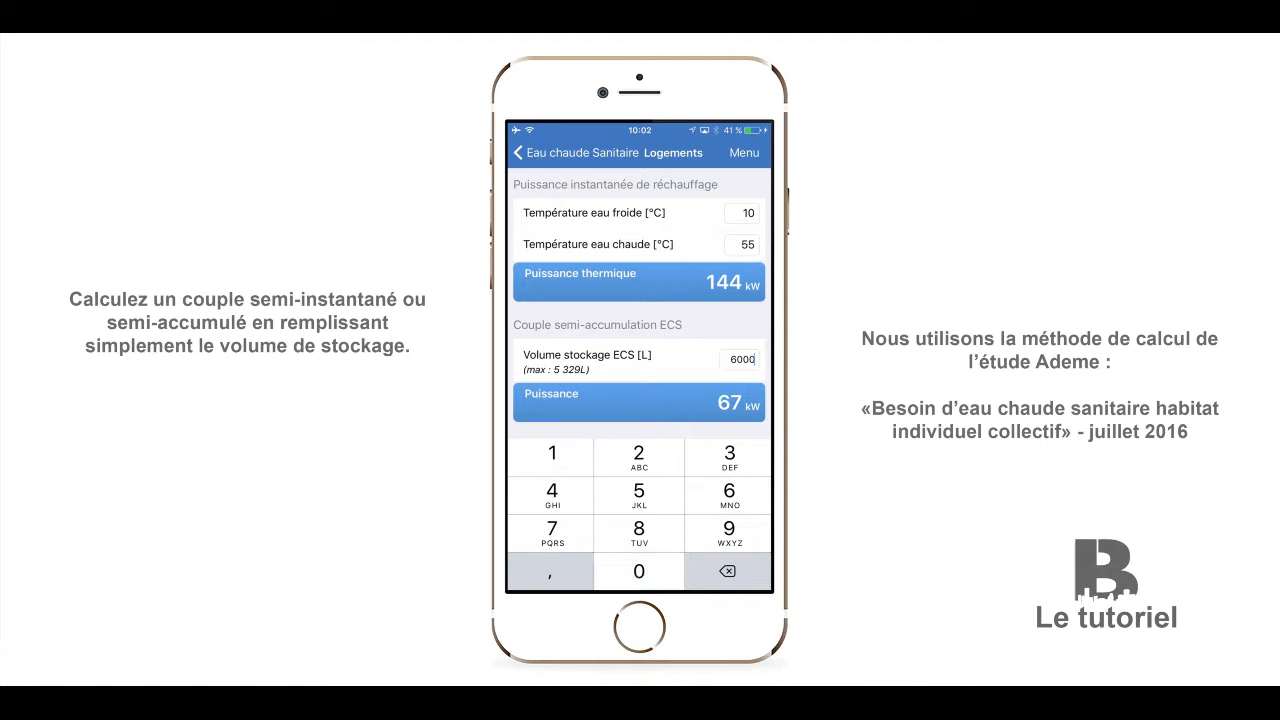 Calculez un couple semi-instantané ou
semi-accumulé en remplissant
simplement le volume de stockage.
10:02
41 %
Eau chaude Sanitaire Logements Menu
Puissance instantanée de réchauffage
Température eau froide [°C] 10
Température eau chaude [°C] 55
Puissance thermique
144 kW
Couple semi-accumulation ECS
Volume stockage ECS [L] 6000
(max : 5 329L)
Puissance
67 kW
1 2 3
ABC DEF
4 5 6
GHI JKL MNO
7 8 9
PQRS TUV WXYZ
, 0
Nous utilisons la méthode de calcul de
l'étude Ademe :
«Besoin d'eau chaude sanitaire habitat
individuel collectif» - juillet 2016
B
Le tutoriel